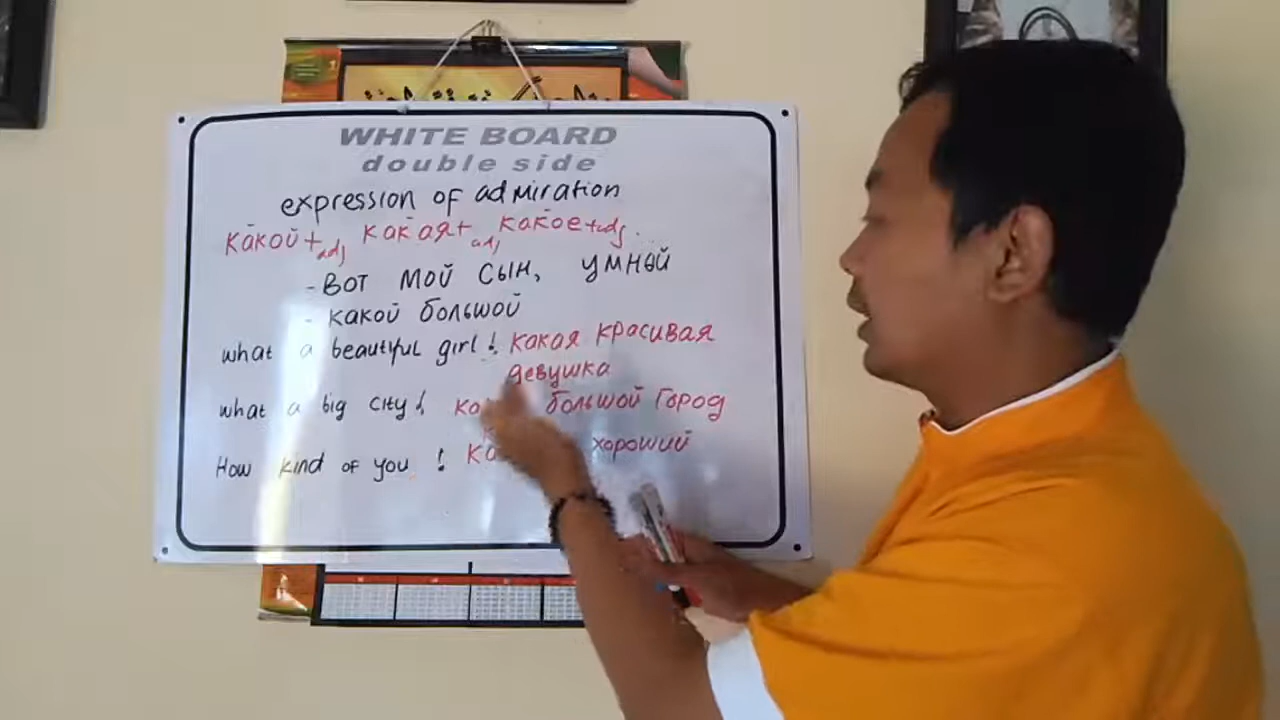 WHITE BOARD
double side
expression of admiration
какой + adj какая + adj какое + adj.
- Вот мой сын, умный
- какой большой
what a beautiful girl! какая красивая
девушка
what a big city! большой город
How kind of you! хороший